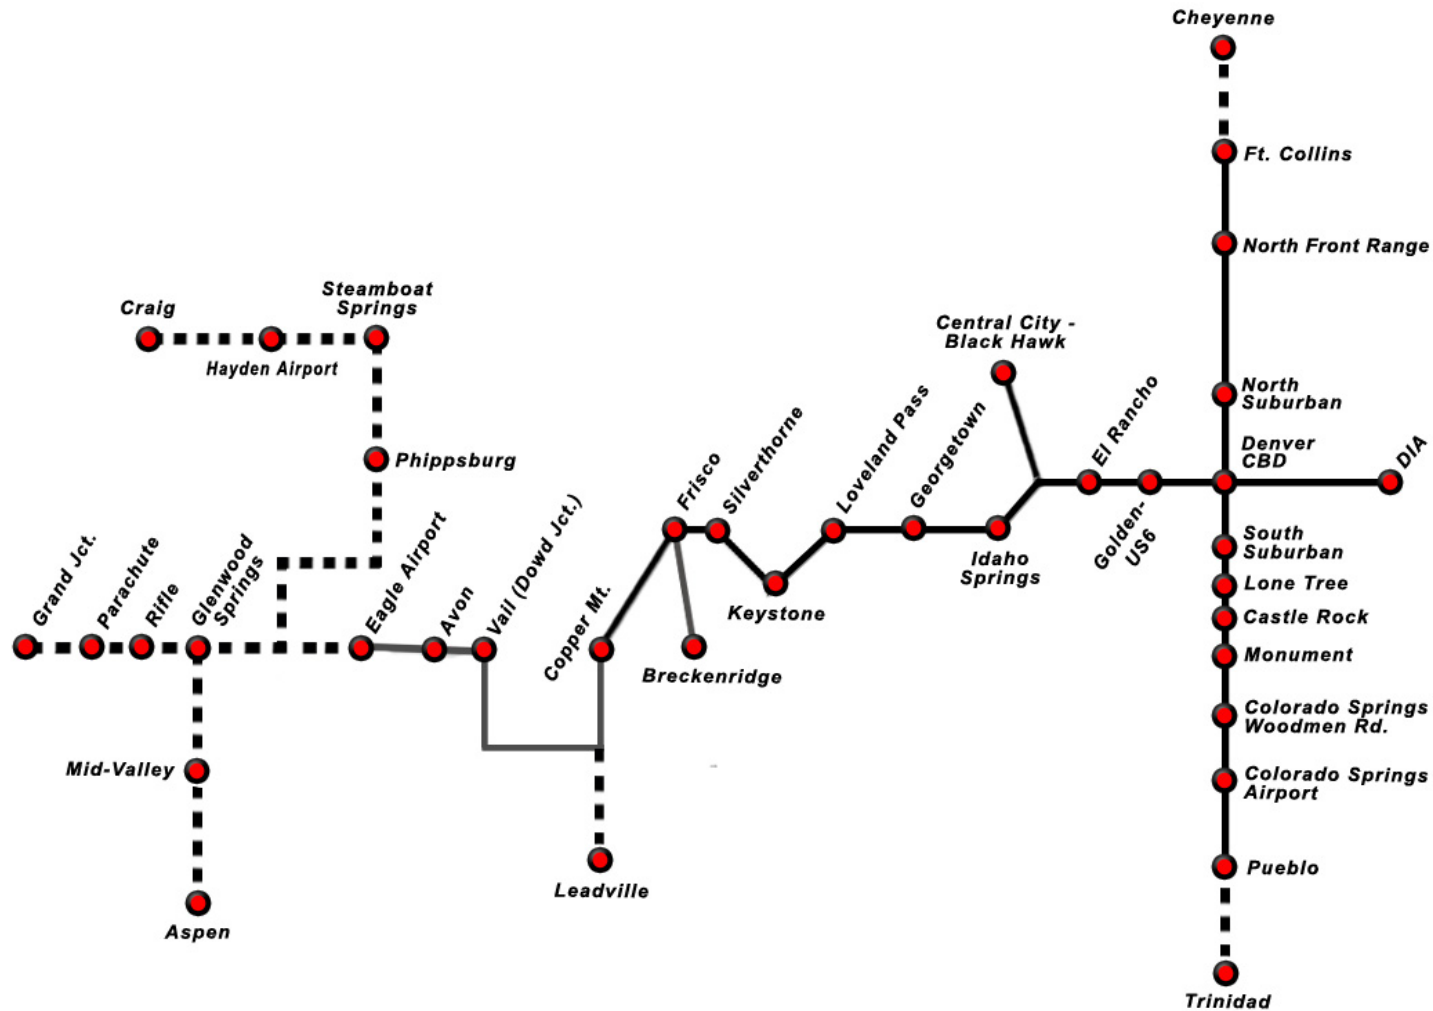 Cheyenne
Ft. Collins
North Front Range
Steamboat
Springs
Craig
Hayden Airport
Central City -
Black Hawk
North
Suburban
El Rancho
Loveland Pass
Georgetown
Silverthorne
Frisco
Denver
CBD
DIA
Phippsburg
Golden-
US6
South
Suburban
Idaho
Springs
Lone Tree
Keystone
Castle Rock
Grand Jct.
Parachute
Rifle
Glenwood
Springs
Eagle Airport
Avon
Vail (Dowd Jct.)
Copper Mt.
Breckenridge
Monument
Colorado Springs
Woodmen Rd.
Mid-Valley
Colorado Springs
Airport
Pueblo
Leadville
Aspen
Trinidad